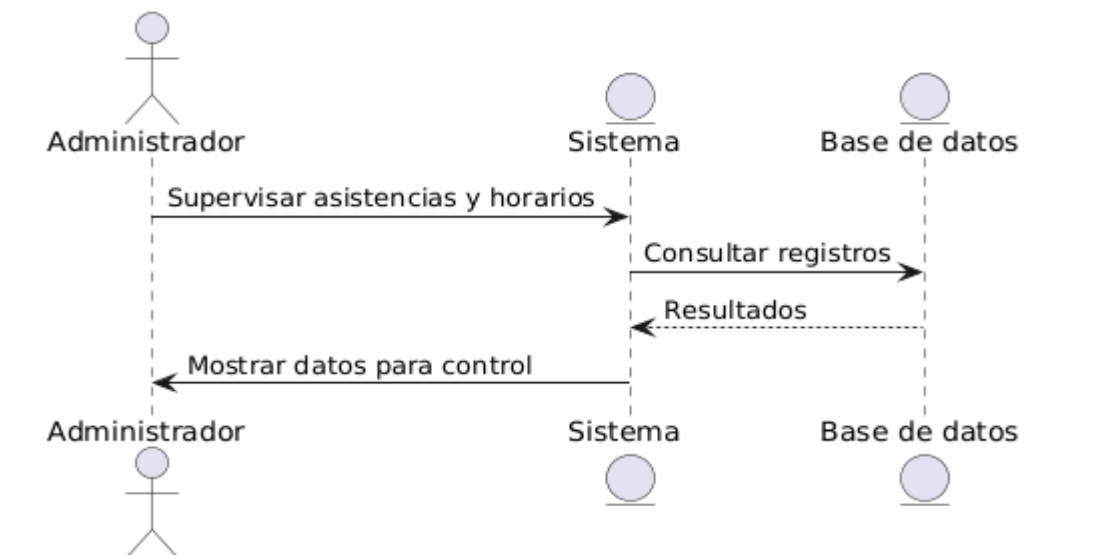 Administrador
Sistema
Base de datos
Supervisar asistencias y horarios
Consultar registros
Resultados
Mostrar datos para control
Administrador
Sistema
Base de datos